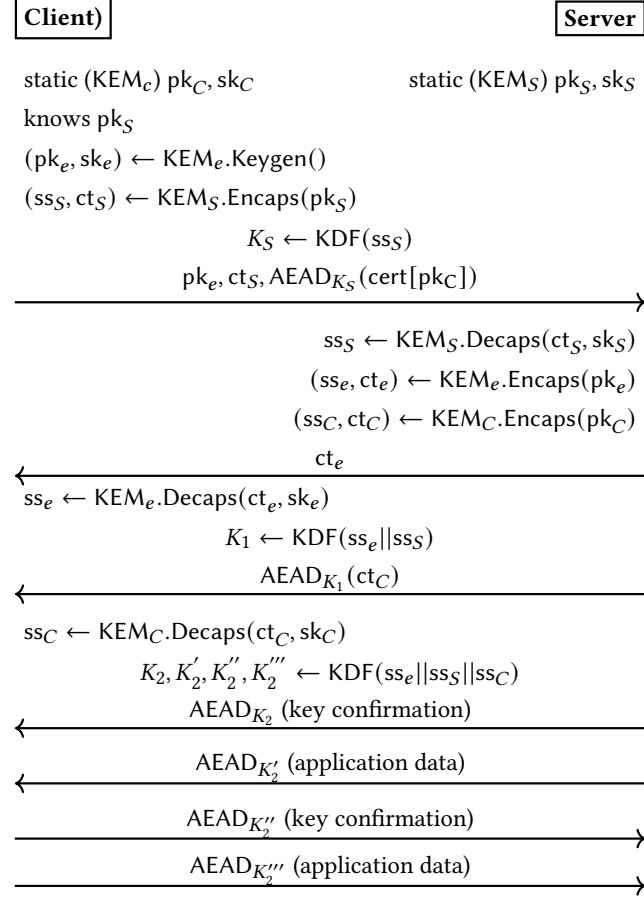 Client) Server
static (KEM_c) pk_C, sk_C static (KEM_S) pk_S, sk_S
knows pk_S
(pk_e, sk_e) ← KEM_e.Keygen()
(ss_S, ct_S) ← KEM_S.Encaps(pk_S)
K_S ← KDF(ss_S)
pk_e, ct_S, AEAD_{K_S}(cert[pk_C])
ss_S ← KEM_S.Decaps(ct_S, sk_S)
(ss_e, ct_e) ← KEM_e.Encaps(pk_e)
(ss_C, ct_C) ← KEM_C.Encaps(pk_C)
ct_e
ss_e ← KEM_e.Decaps(ct_e, sk_e)
K_1 ← KDF(ss_e||ss_S)
AEAD_{K_1}(ct_C)
ss_C ← KEM_C.Decaps(ct_C, sk_C)
K_2, K_2', K_2'', K_2''' ← KDF(ss_e||ss_S||ss_C)
AEAD_{K_2} (key confirmation)
AEAD_{K_2'} (application data)
AEAD_{K_2''} (key confirmation)
AEAD_{K_2'''} (application data)